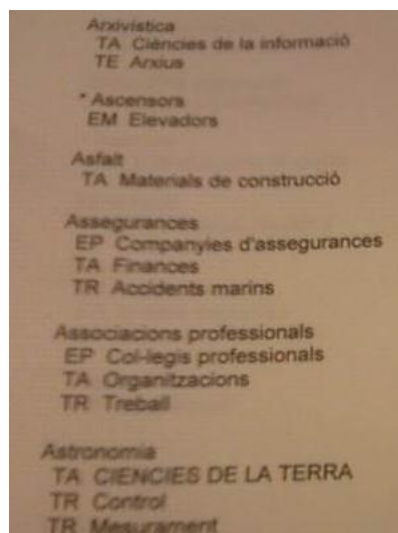 Arxivística
TA Ciències de la informació
TE Arxius
* Ascensors
EM Elevadors
Asfalt
TA Materials de construcció
Assegurances
EP Companyies d'assegurances
TA Finances
TR Accidents marins
Associacions professionals
EP Col·legis professionals
TA Organitzacions
TR Treball
Astronomia
TA CIENCIES DE LA TERRA
TR Control
TR Mesurament